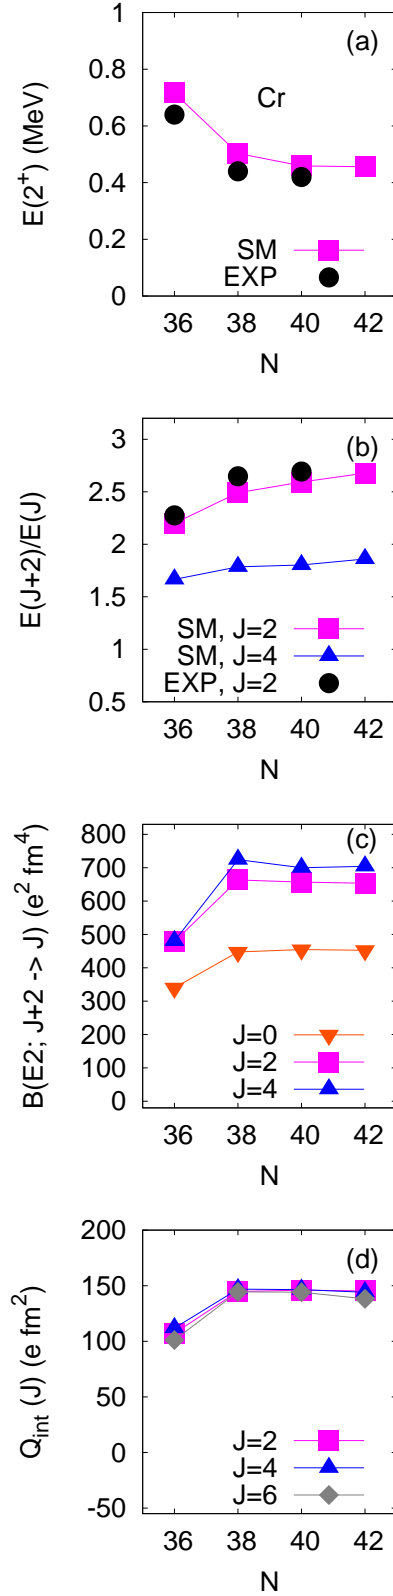 (a)
1
0.8
Cr
0.6
0.4
0.2
SM
EXP
0
36 38 40 42
N
E(2⁺) (MeV)
(b)
3
2.5
2
1.5
SM, J=2
1
SM, J=4
EXP, J=2
0.5
36 38 40 42
N
E(J+2)/E(J)
(c)
800
700
600
500
400
300
J=0
200
J=2
100
J=4
0
36 38 40 42
N
B(E2; J+2 -> J) (e² fm⁴)
200
(d)
150
100
50
J=2
0
J=4
J=6
-50
36 38 40 42
N
Q_int (J) (e fm²)